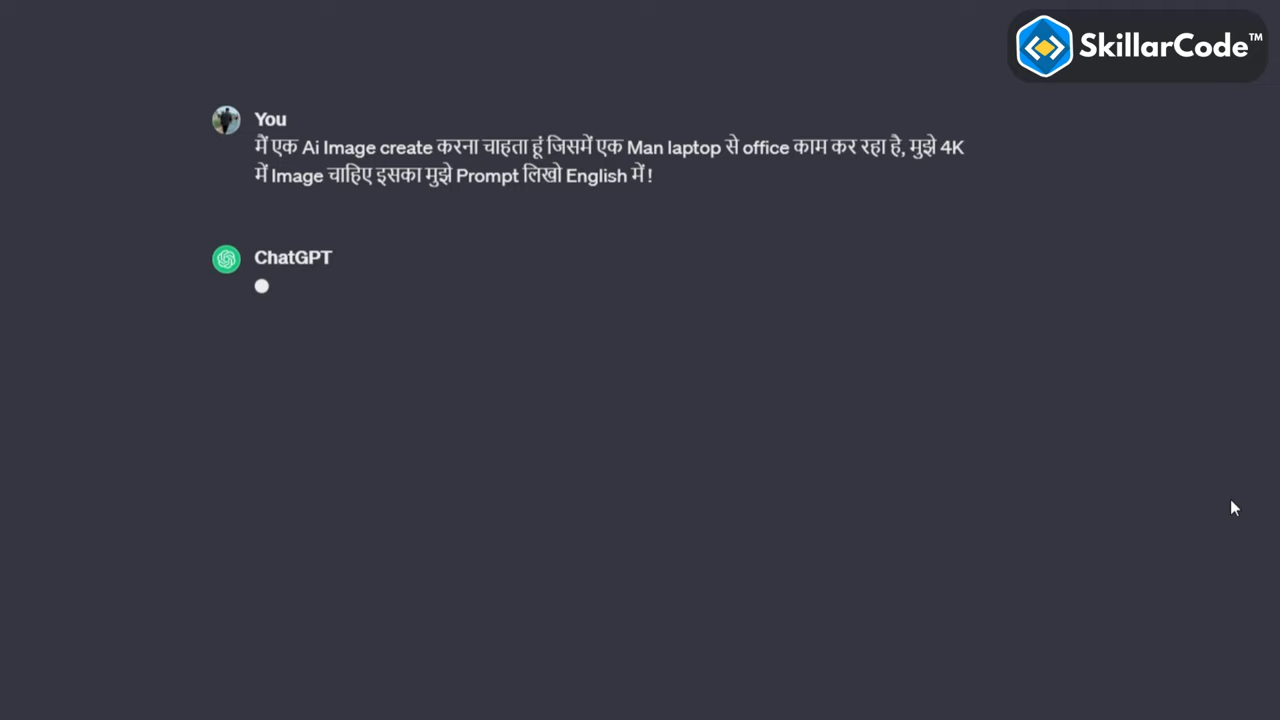 SkillarCode™
You
मैं एक Ai Image create करना चाहता हूं जिसमें एक Man laptop से office काम कर रहा है, मुझे 4K
में Image चाहिए इसका मुझे Prompt लिखो English में !
ChatGPT